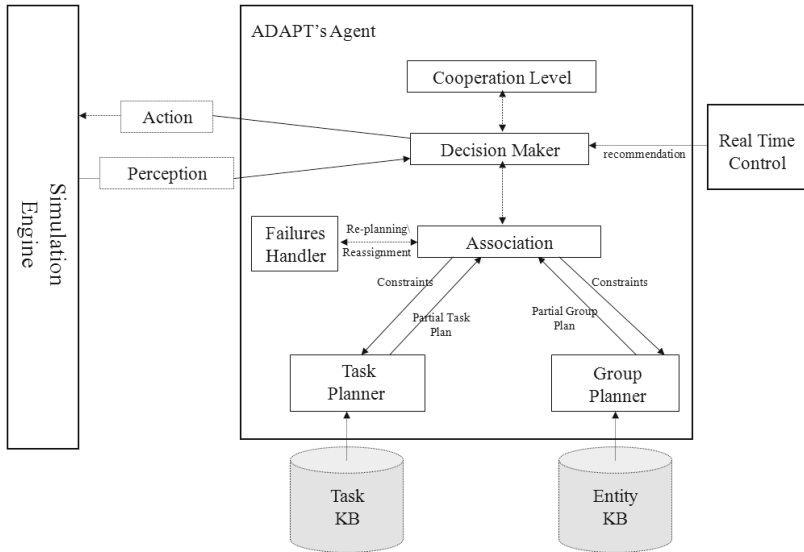 ADAPT's Agent
Cooperation Level
Action
Decision Maker
recommendation
Real Time
Control
Perception
Simulation
Engine
Failures
Handler
Re-planning\
Reassignment
Association
Constraints
Constraints
Partial Task
Plan
Partial Group
Plan
Task
Planner
Group
Planner
Task
KB
Entity
KB